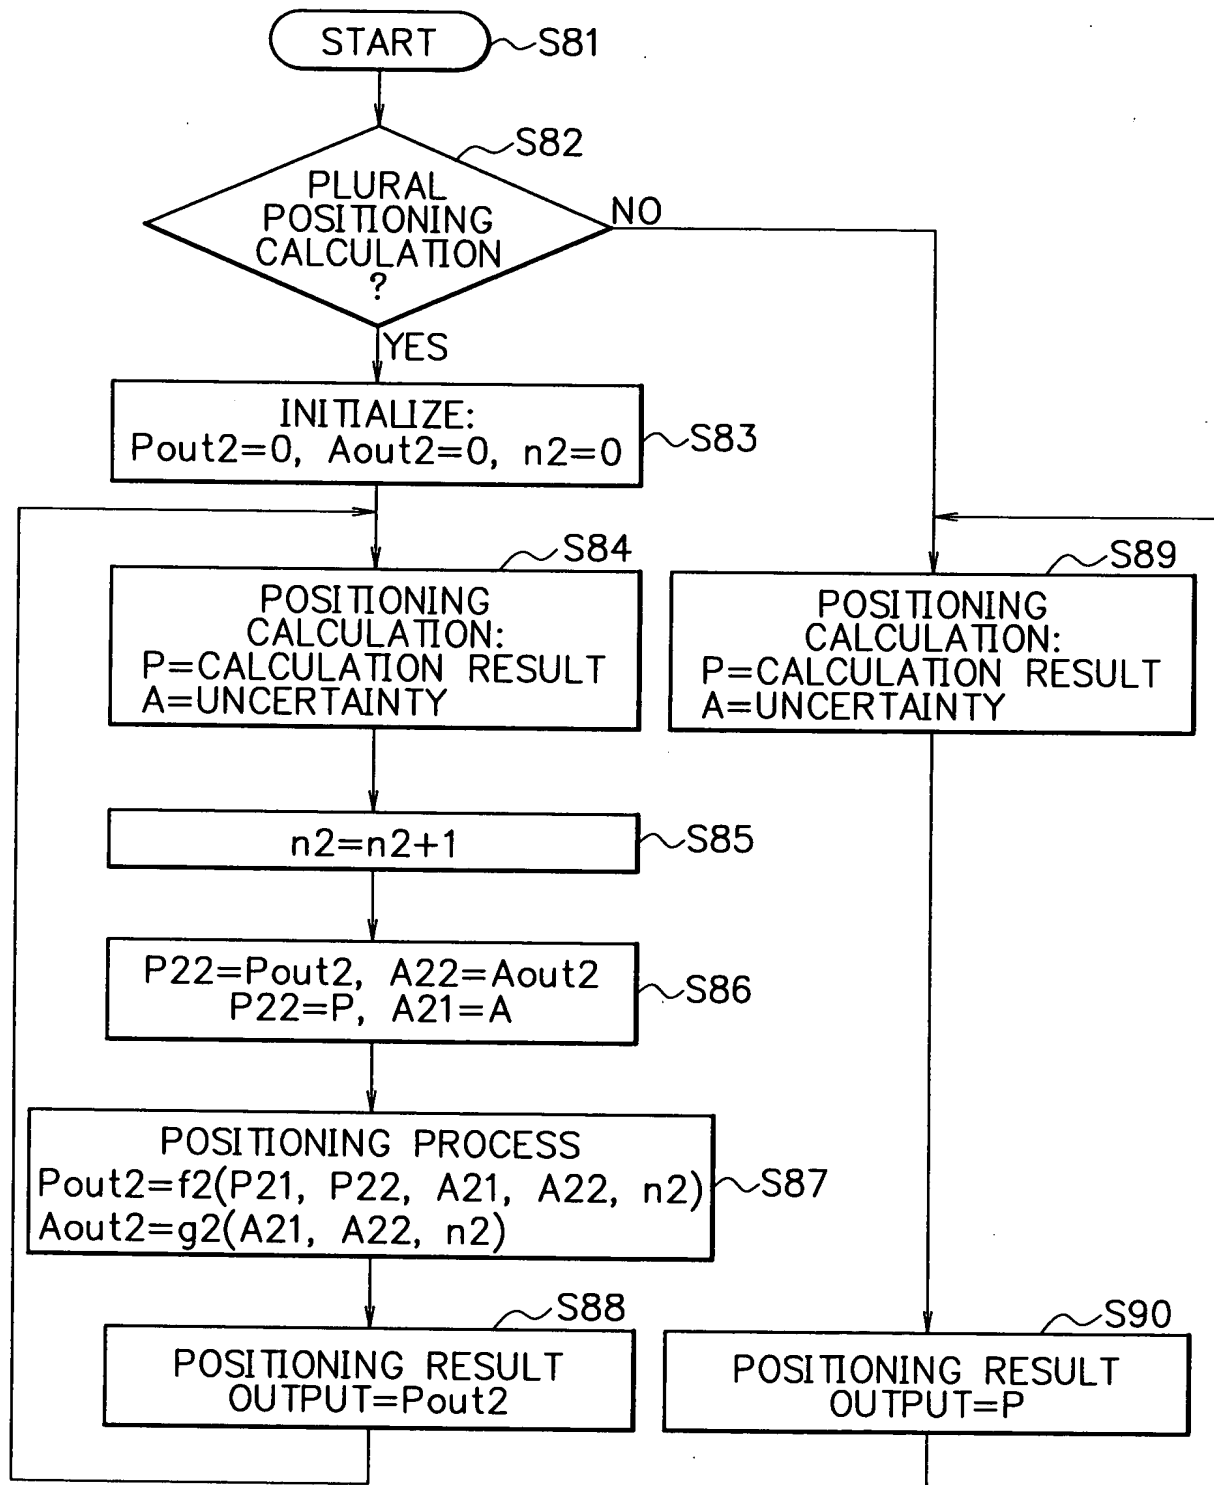 START
S81
S82
PLURAL
POSITIONING
CALCULATION
?
NO
YES
INITIALIZE:
Pout2=0, Aout2=0, n2=0
S83
S84
POSITIONING
CALCULATION:
P=CALCULATION RESULT
A=UNCERTAINTY
S89
POSITIONING
CALCULATION:
P=CALCULATION RESULT
A=UNCERTAINTY
n2=n2+1
S85
P22=Pout2, A22=Aout2
P22=P, A21=A
S86
POSITIONING PROCESS
Pout2=f2(P21, P22, A21, A22, n2)
Aout2=g2(A21, A22, n2)
S87
S88
POSITIONING RESULT
OUTPUT=Pout2
S90
POSITIONING RESULT
OUTPUT=P